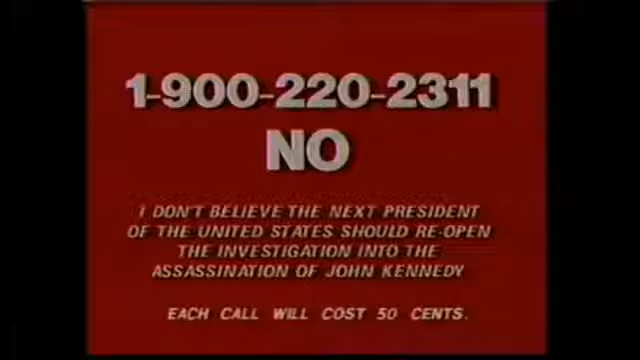 1-900-220-2311
NO
I DON'T BELIEVE THE NEXT PRESIDENT
OF THE UNITED STATES SHOULD RE-OPEN
THE INVESTIGATION INTO THE
ASSASSINATION OF JOHN KENNEDY
EACH CALL WILL COST 50 CENTS.